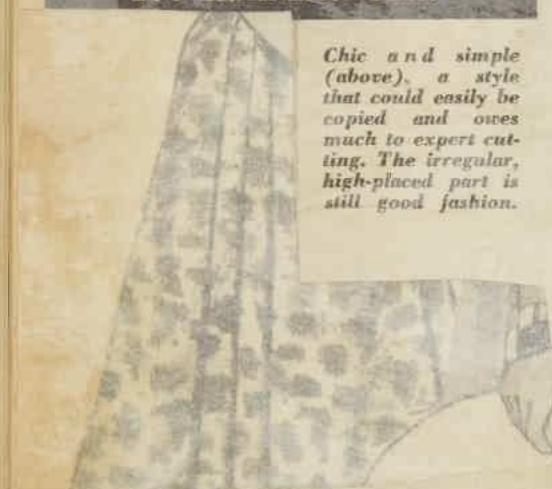 Chic and simple
(above), a style
that could easily be
copied and owes
much to expert cut-
ting. The irregular,
high-placed part is
still good fashion.